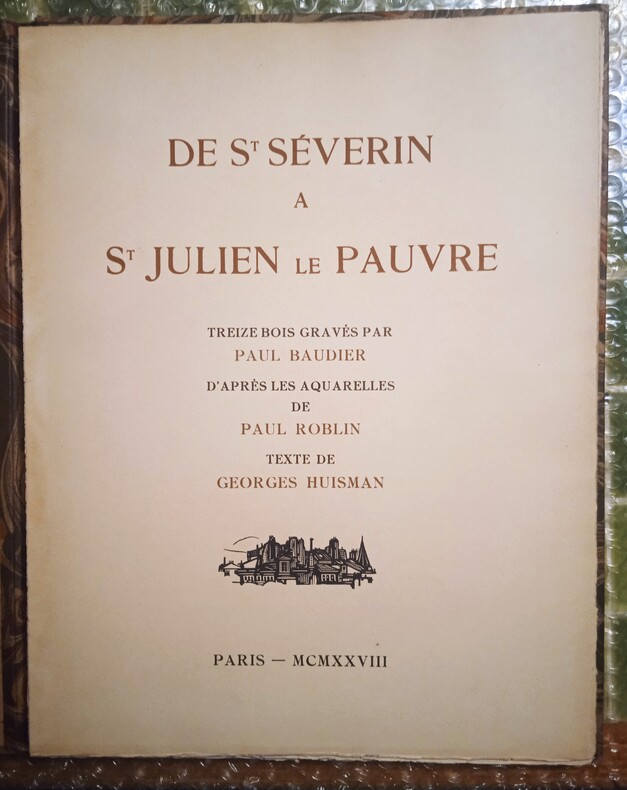 DE Sᵀ SÉVERIN
A
Sᵀ JULIEN LE PAUVRE
TREIZE BOIS GRAVÉS PAR
PAUL BAUDIER
D'APRÈS LES AQUARELLES
DE
PAUL ROBLIN
TEXTE DE
GEORGES HUISMAN
PARIS — MCMXXVIII